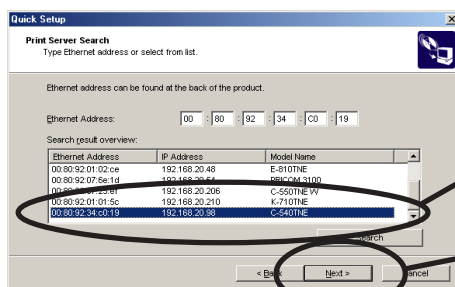 Quick Setup
Print Server Search
Type Ethernet address or select from list.
Ethernet address can be found at the back of the product.
Ethernet Address: 00 : 80 : 92 : 34 : C0 : 19
Search result overview:
Ethernet Address IP Address Model Name
00:80:92:01:02:ce 192.168.20.48 E-810TNE
00:80:92:07:6e:1d 192.168.20.54 PRICOM 3100
192.168.20.206 C-550TNE W
00:80:92:01:01:5c 192.168.20.210 K-710TNE
00:80:92:34:c0:19 192.168.20.98 C-540TNE
Search
< Back Next > Cancel